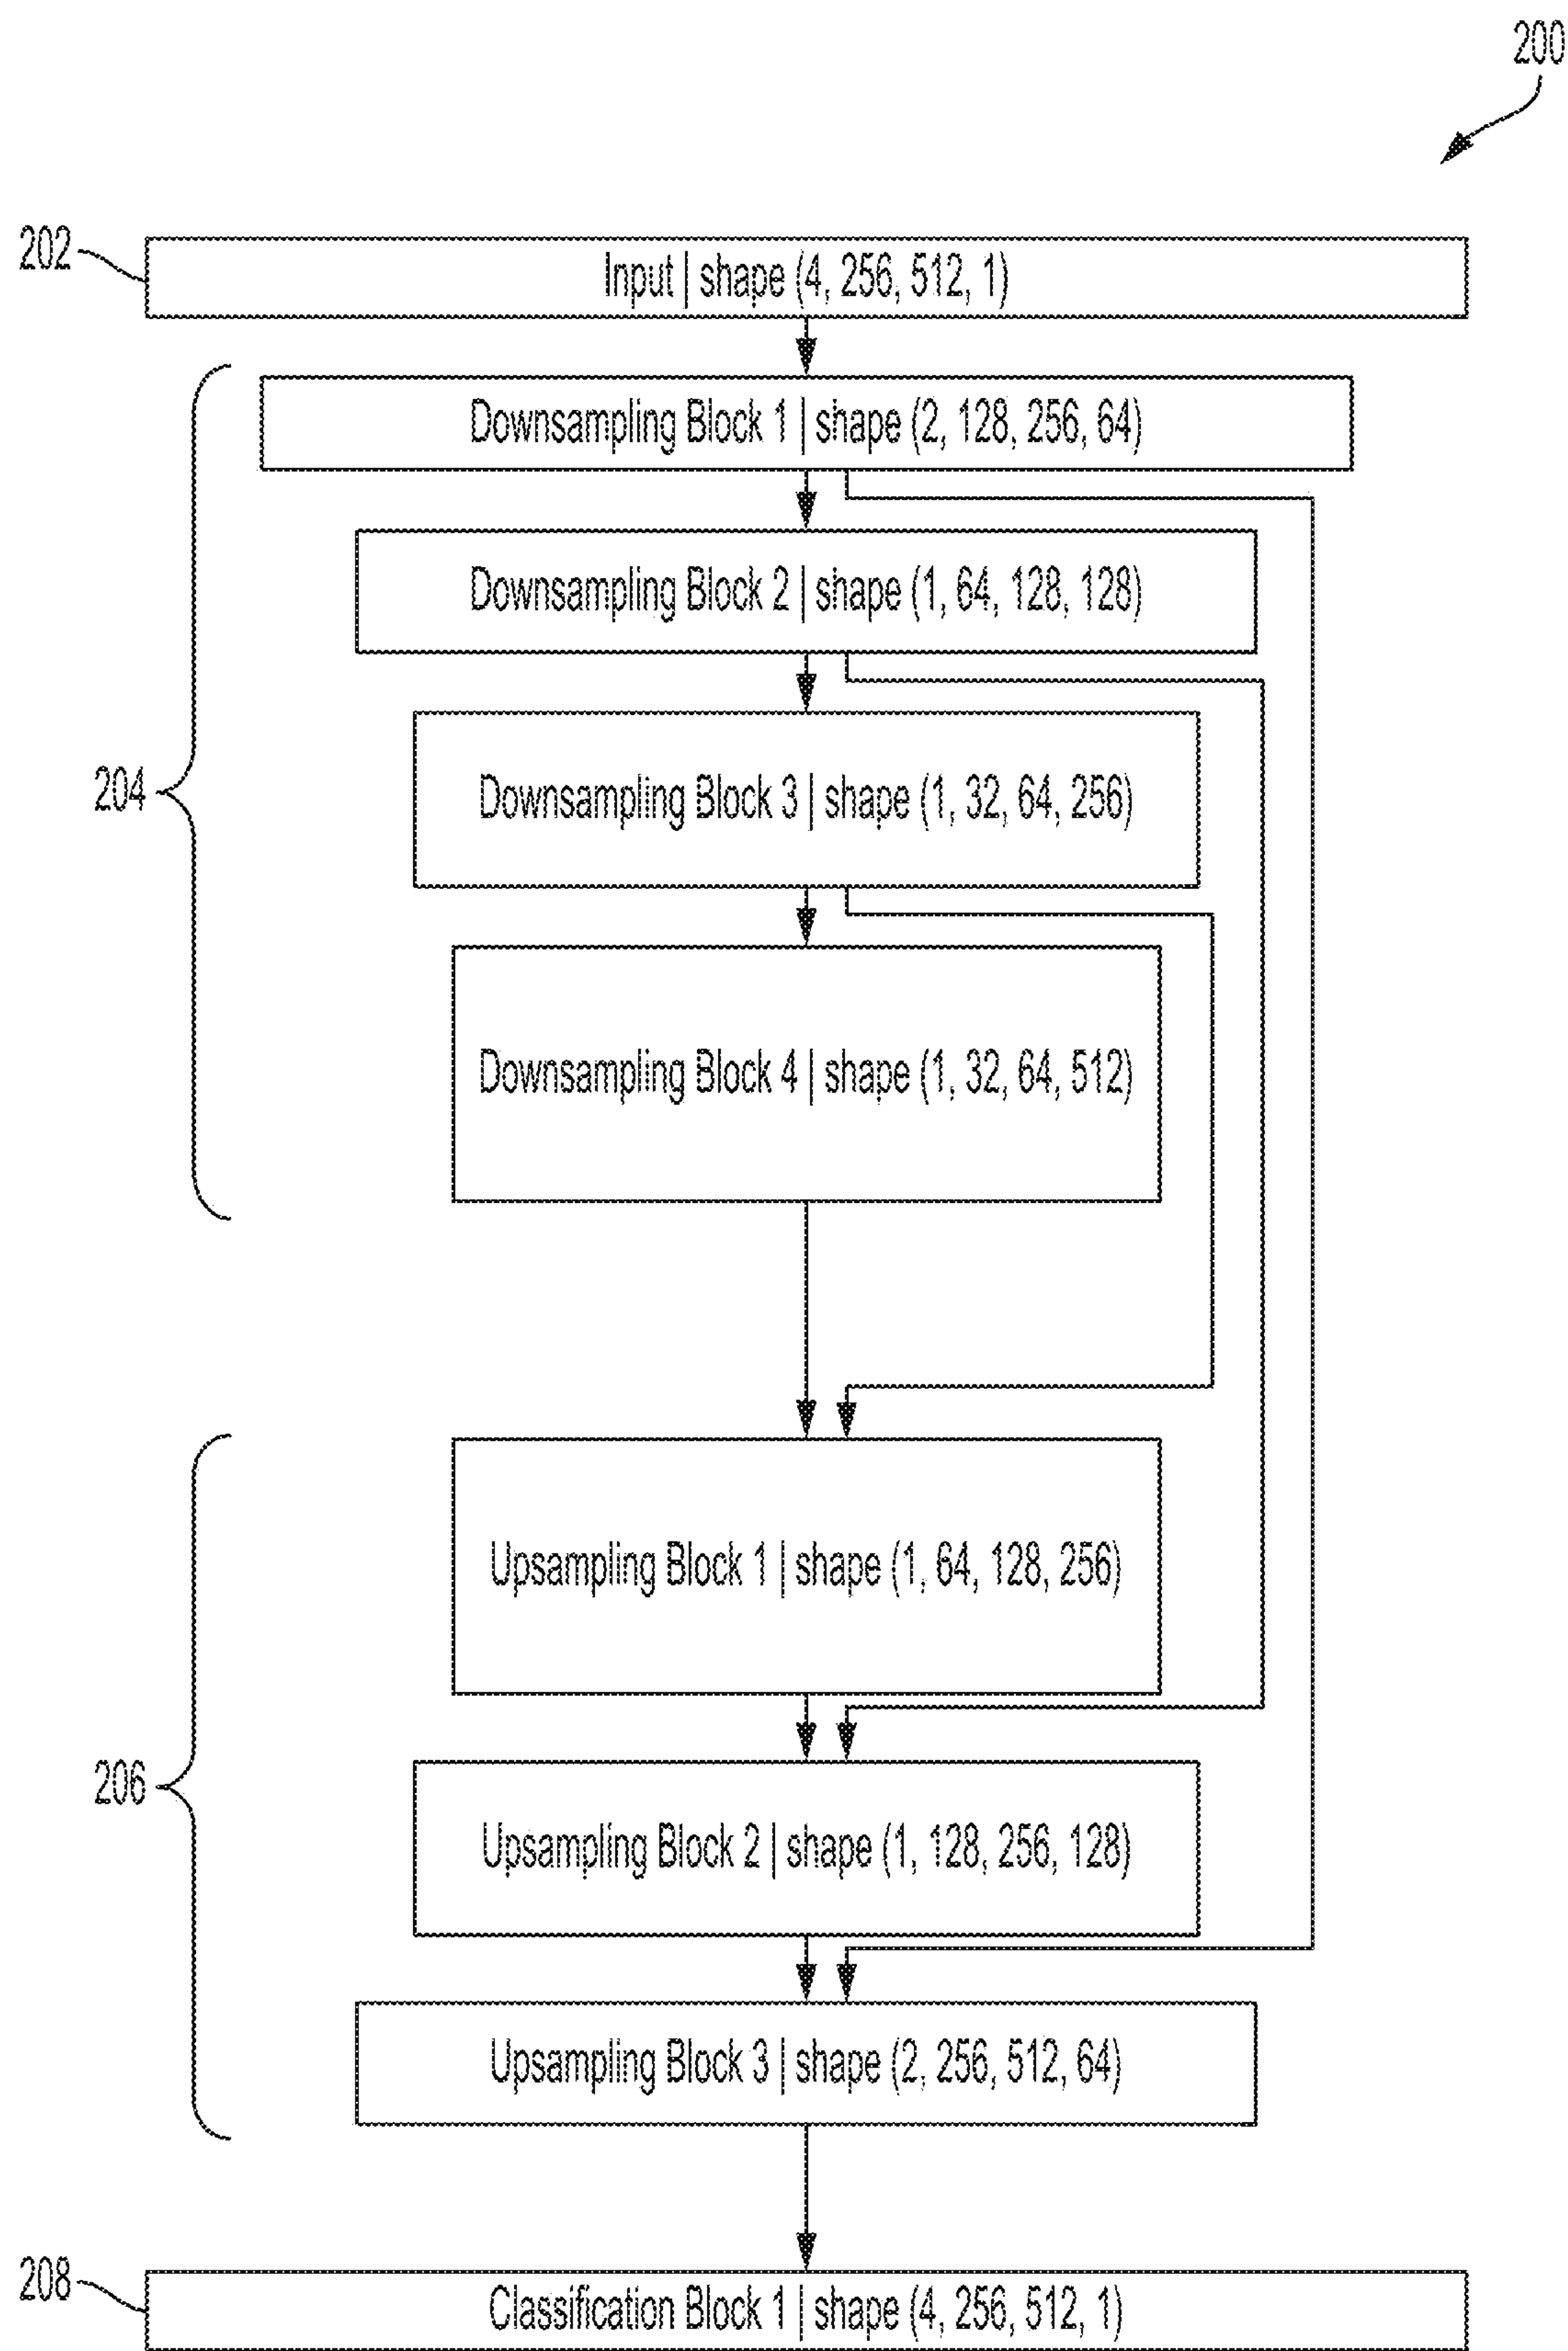 200
202
Input | shape (4, 256, 512, 1)
Downsampling Block 1 | shape (2, 128, 256, 64)
Downsampling Block 2 | shape (1, 64, 128, 128)
204
Downsampling Block 3 | shape (1, 32, 64, 256)
Downsampling Block 4 | shape (1, 32, 64, 512)
Upsampling Block 1 | shape (1, 64, 128, 256)
206
Upsampling Block 2 | shape (1, 128, 256, 128)
Upsampling Block 3 | shape (2, 256, 512, 64)
208
Classification Block 1 | shape (4, 256, 512, 1)